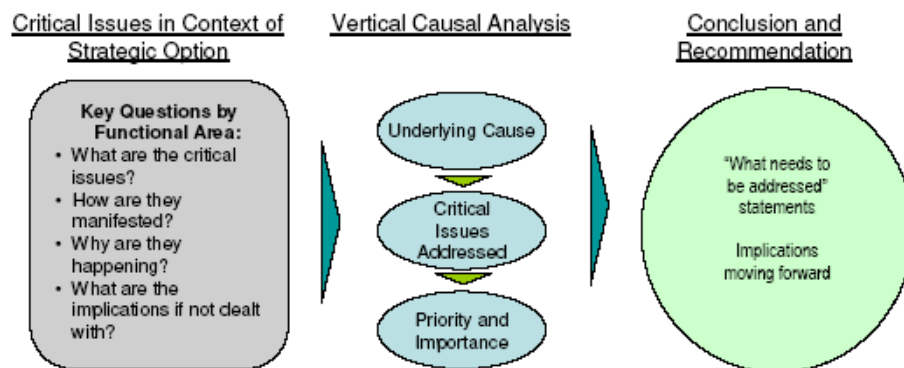 Critical Issues in Context of
Strategic Option
Key Questions by
Functional Area:
• What are the critical
issues?
• How are they
manifested?
• Why are they
happening?
• What are the
implications if not dealt
with?
Vertical Causal Analysis
Underlying Cause
Critical
Issues
Addressed
Priority and
Importance
Conclusion and
Recommendation
"What needs to
be addressed"
statements
Implications
moving forward